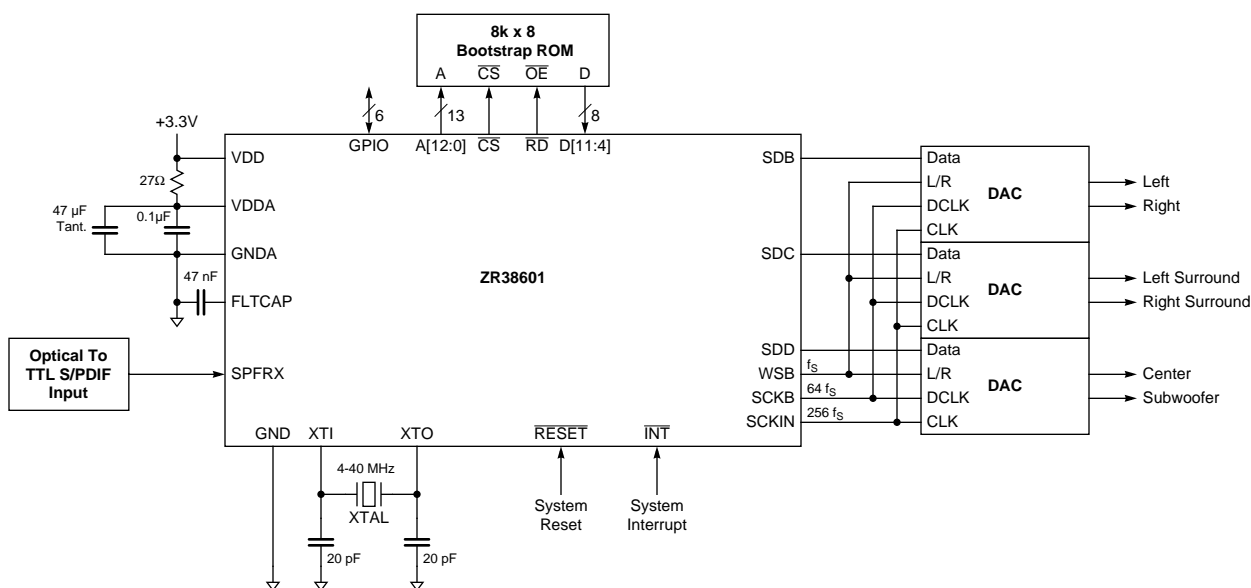 8k x 8
Bootstrap ROM
A CS OE D
6 13 8
+3.3V
GPIO A[12:0] CS RD D[11:4]
VDD
27Ω
VDDA
47 µF
Tant.
0.1µF
GNDA
47 nF
FLTCAP
Optical To
TTL S/PDIF
Input
SPFRX
ZR38601
GND XTI XTO RESET INT
4-40 MHz
XTAL
20 pF 20 pF
System
Reset
System
Interrupt
SDB
SDC
SDD
WSB fS
SCKB 64 fS
SCKIN 256 fS
Data
L/R
DCLK
CLK
DAC
Left
Right
Data
L/R
DCLK
CLK
DAC
Left Surround
Right Surround
Data
L/R
DCLK
CLK
DAC
Center
Subwoofer